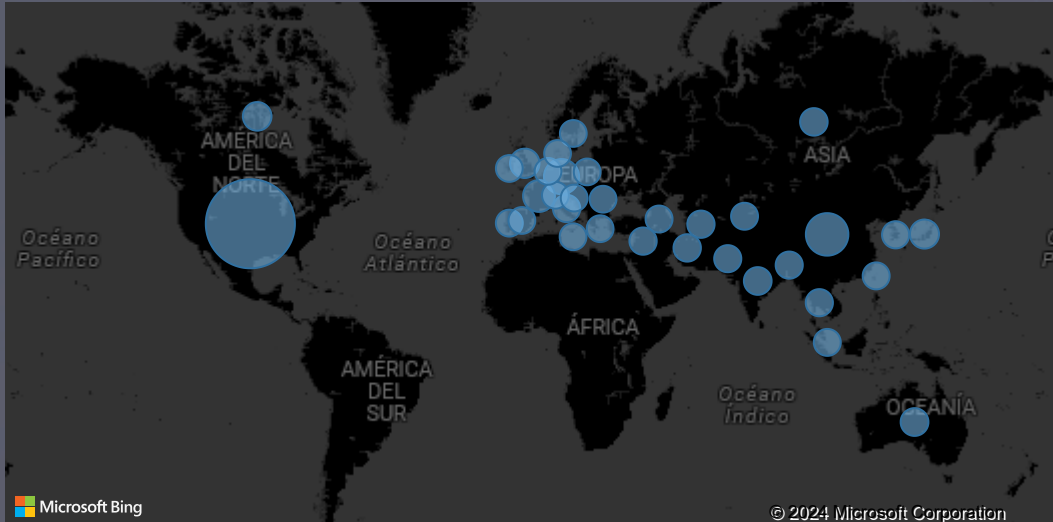 AMÉRICA
DEL
NORTE
EUROPA
ASIA
Océano
Pacífico
Océano
Atlántico
ÁFRICA
AMÉRICA
DEL
SUR
Océano
Índico
OCEANÍA
Microsoft Bing
© 2024 Microsoft Corporation